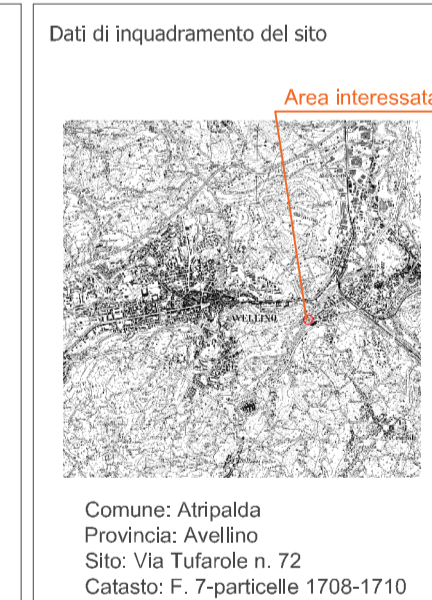 Dati di inquadramento del sito
Area interessata
AVELLINO
Comune: Atripalda
Provincia: Avellino
Sito: Via Tufarole n. 72
Catasto: F. 7-particelle 1708-1710